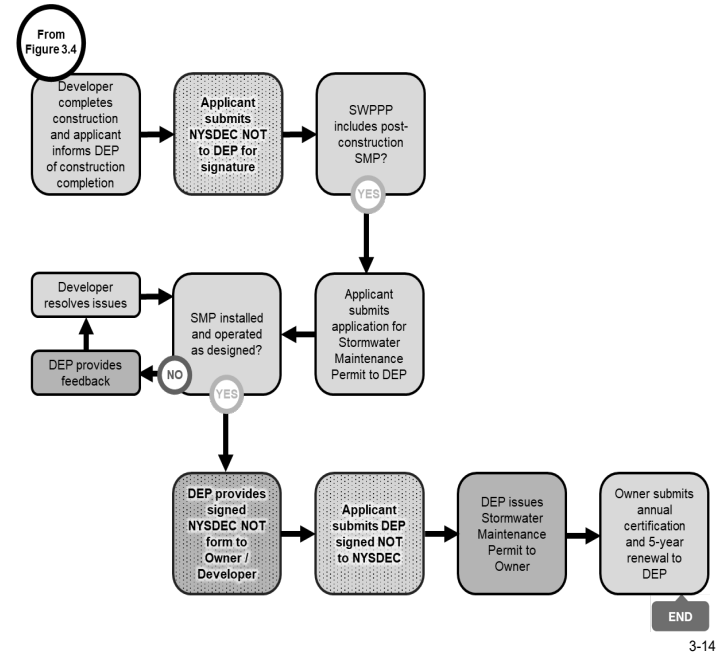 From
Figure 3.4
Developer
completes
construction
and applicant
informs DEP
of construction
completion
Applicant
submits
NYSDEC NOT
to DEP for
signature
SWPPP
includes post-
construction
SMP?
YES
Applicant
submits
application for
Stormwater
Maintenance
Permit to DEP
SMP installed
and operated
as designed?
NO
DEP provides
feedback
Developer
resolves issues
YES
DEP provides
signed
NYSDEC NOT
form to
Owner /
Developer
Applicant
submits DEP
signed NOT
to NYSDEC
DEP issues
Stormwater
Maintenance
Permit to
Owner
Owner submits
annual
certification
and 5-year
renewal to
DEP
END
3-14